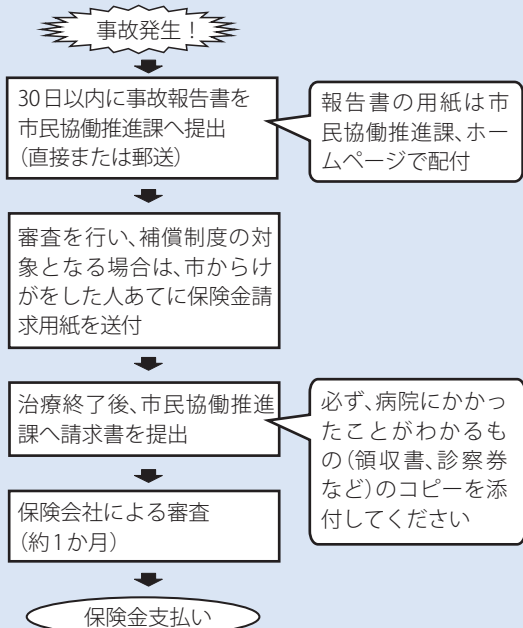 事故発生！
30日以内に事故報告書を
市民協働推進課へ提出
（直接または郵送）
報告書の用紙は市
民協働推進課、ホー
ムページで配付
審査を行い、補償制度の対
象となる場合は、市からけ
がをした人あてに保険金請
求用紙を送付
治療終了後、市民協働推進
課へ請求書を提出
必ず、病院にかかっ
たことがわかるも
の（領収書、診察券
など）のコピーを添
付してください
保険会社による審査
（約1か月）
保険金支払い